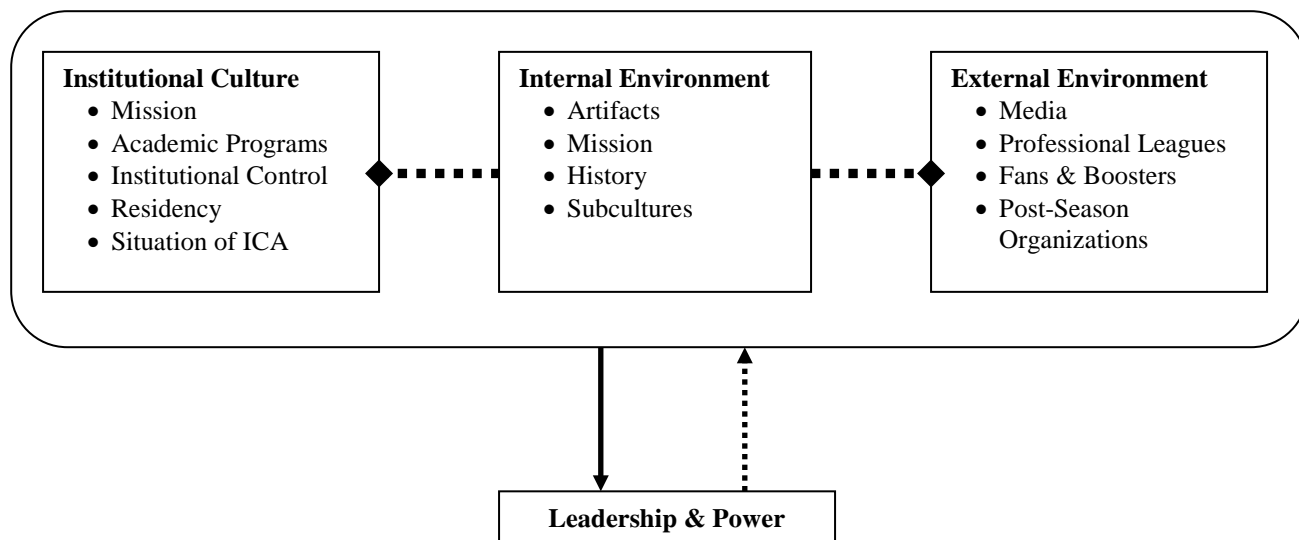 Institutional Culture
• Mission
• Academic Programs
• Institutional Control
• Residency
• Situation of ICA
Internal Environment
• Artifacts
• Mission
• History
• Subcultures
External Environment
• Media
• Professional Leagues
• Fans & Boosters
• Post-Season
Organizations
Leadership & Power